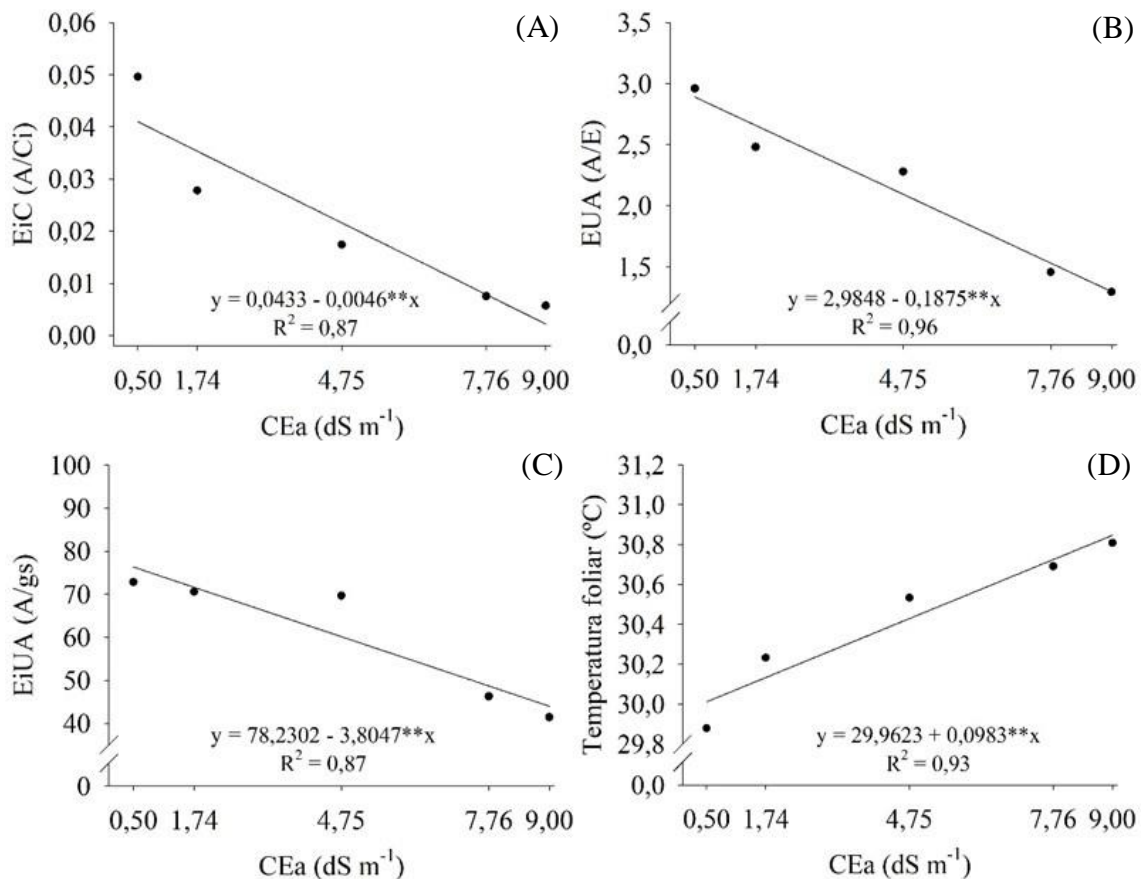 (A)
EiC (A/Ci)
0,06
0,05
0,04
0,03
0,02
0,01
0,00
y = 0,0433 - 0,0046**x
R² = 0,87
0,50 1,74 4,75 7,76 9,00
CEa (dS m⁻¹)
(B)
EUA (A/E)
3,5
3,0
2,5
2,0
1,5
0,0
y = 2,9848 - 0,1875**x
R² = 0,96
0,50 1,74 4,75 7,76 9,00
CEa (dS m⁻¹)
(C)
EiUA (A/gs)
100
90
80
70
60
50
40
0
y = 78,2302 - 3,8047**x
R² = 0,87
0,50 1,74 4,75 7,76 9,00
CEa (dS m⁻¹)
(D)
Temperatura foliar (ºC)
31,2
30,8
30,6
30,4
30,2
30,0
29,8
0,0
y = 29,9623 + 0,0983**x
R² = 0,93
0,50 1,74 4,75 7,76 9,00
CEa (dS m⁻¹)